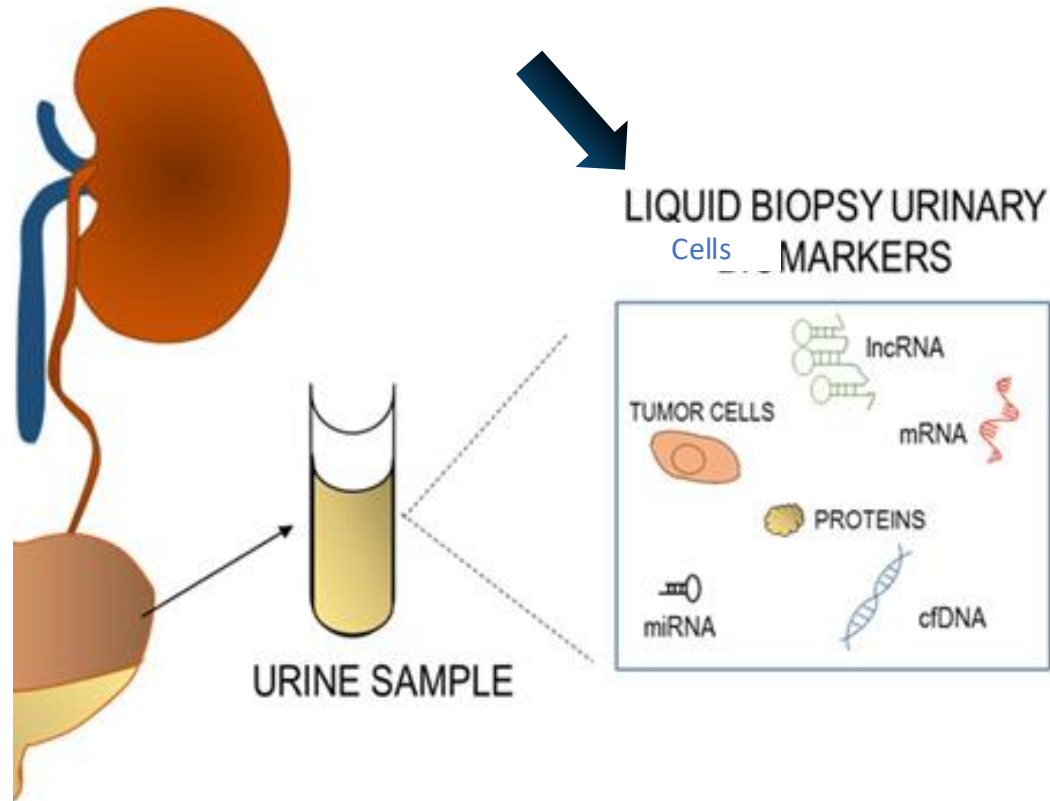 LIQUID BIOPSY URINARY
Cells
MARKERS
lncRNA
TUMOR CELLS
mRNA
PROTEINS
miRNA
cfDNA
URINE SAMPLE